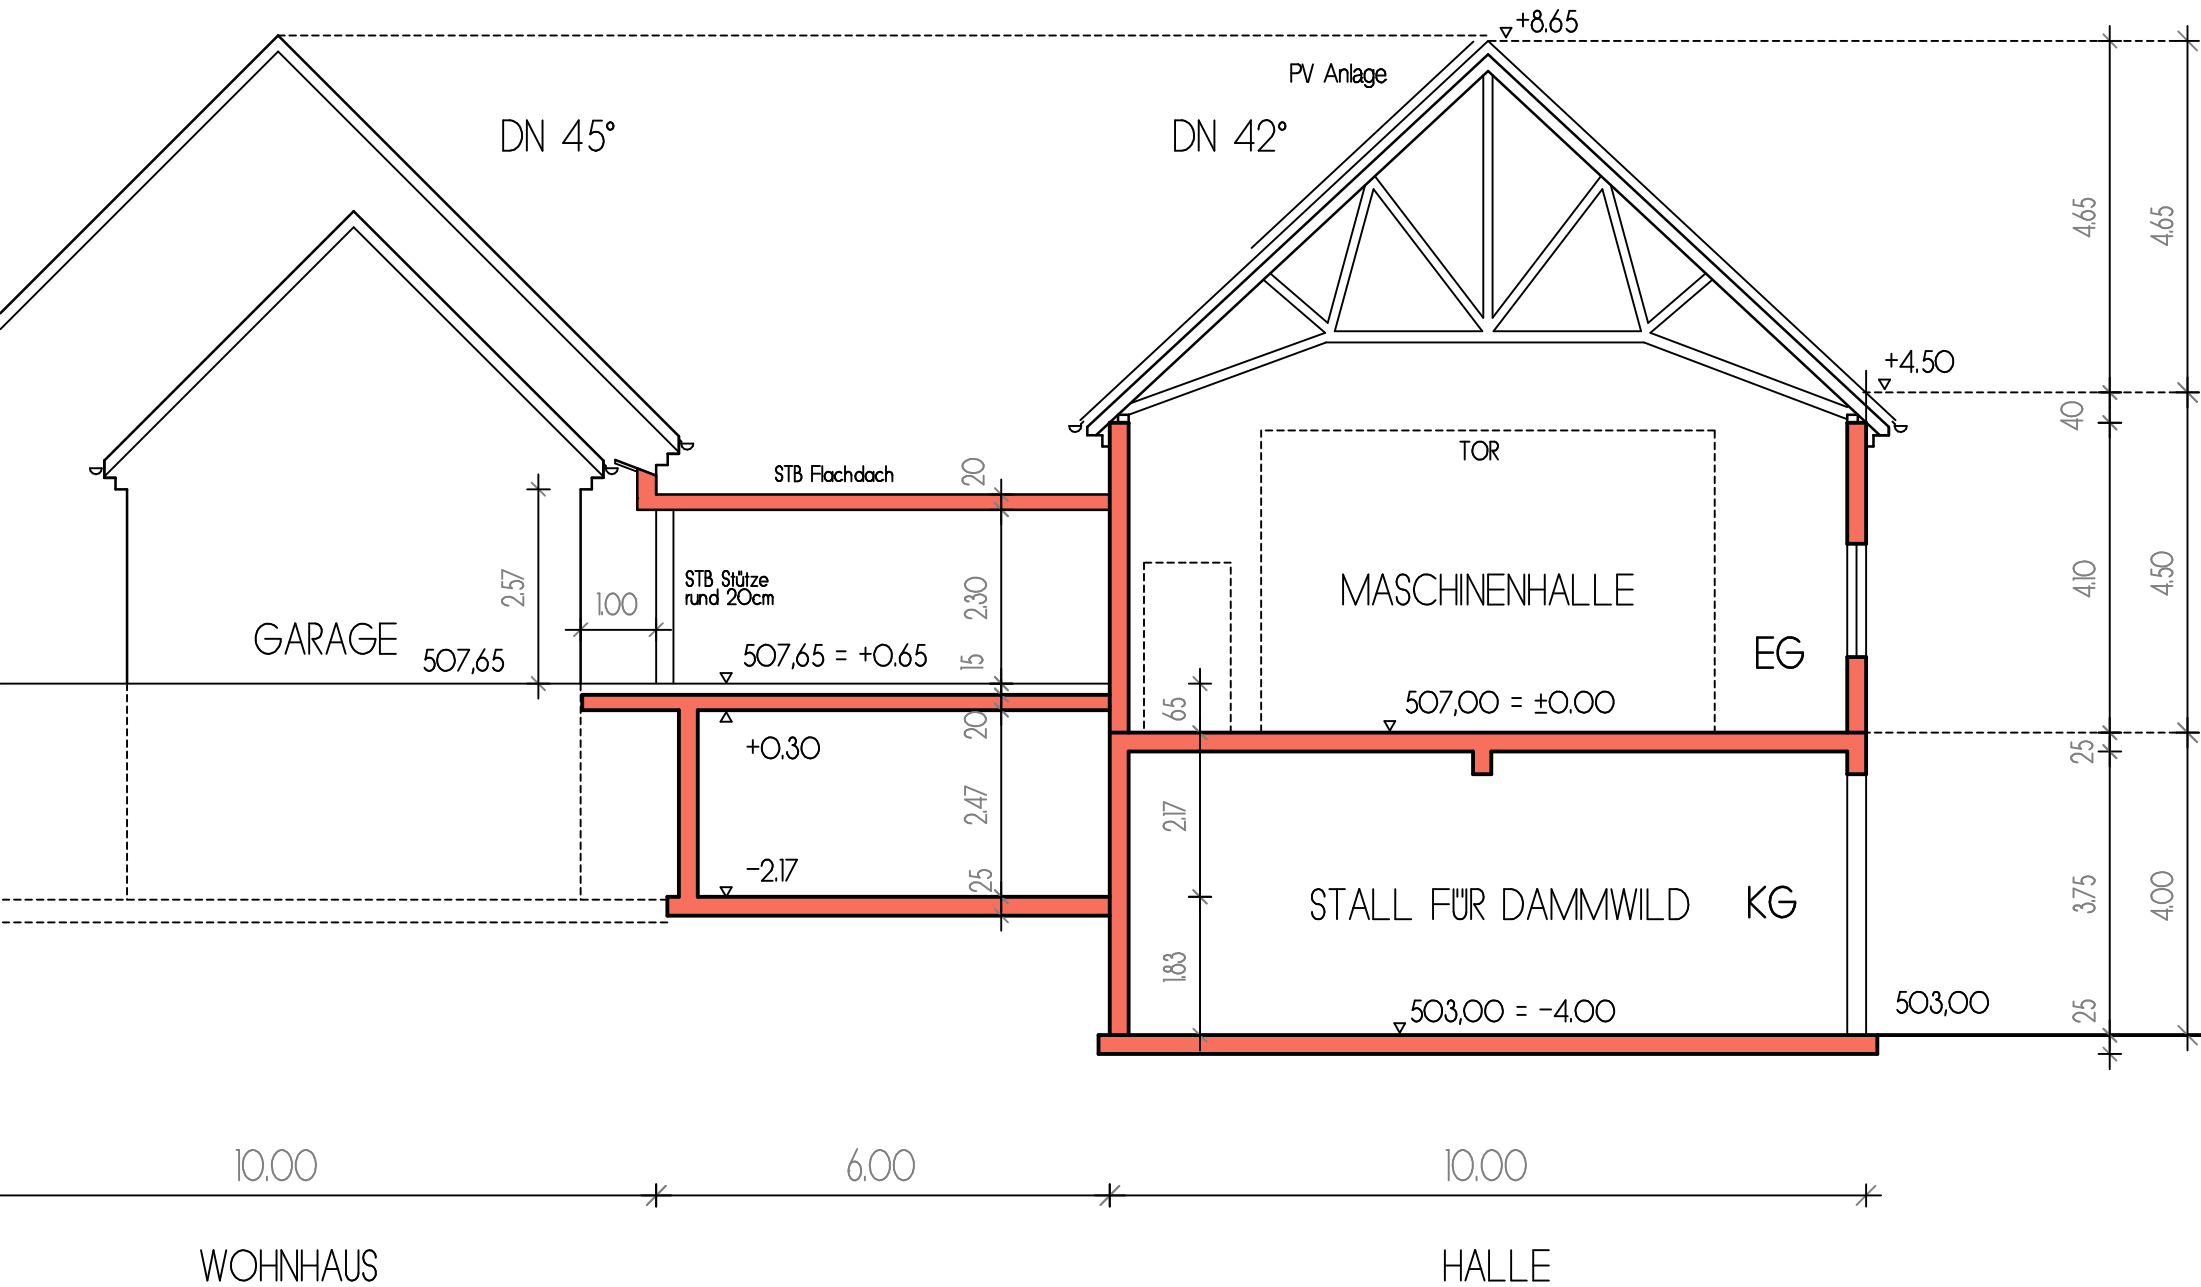 +8.65
PV Anlage
DN 45°
DN 42°
4.65
4.65
+4.50
40
TOR
STB Flachdach
20
2.57
1.00
STB Stütze
rund 20cm
2.30
MASCHINENHALLE
4.10
4.50
GARAGE
507,65
507,65 = +0.65
15
EG
65
507,00 = ±0.00
20
+0.30
25
2.47
2.17
-2.17
25
STALL FÜR DAMMWILD
KG
3.75
4.00
1.83
503,00 = -4.00
503,00
25
10.00
6.00
10.00
WOHNHAUS
HALLE